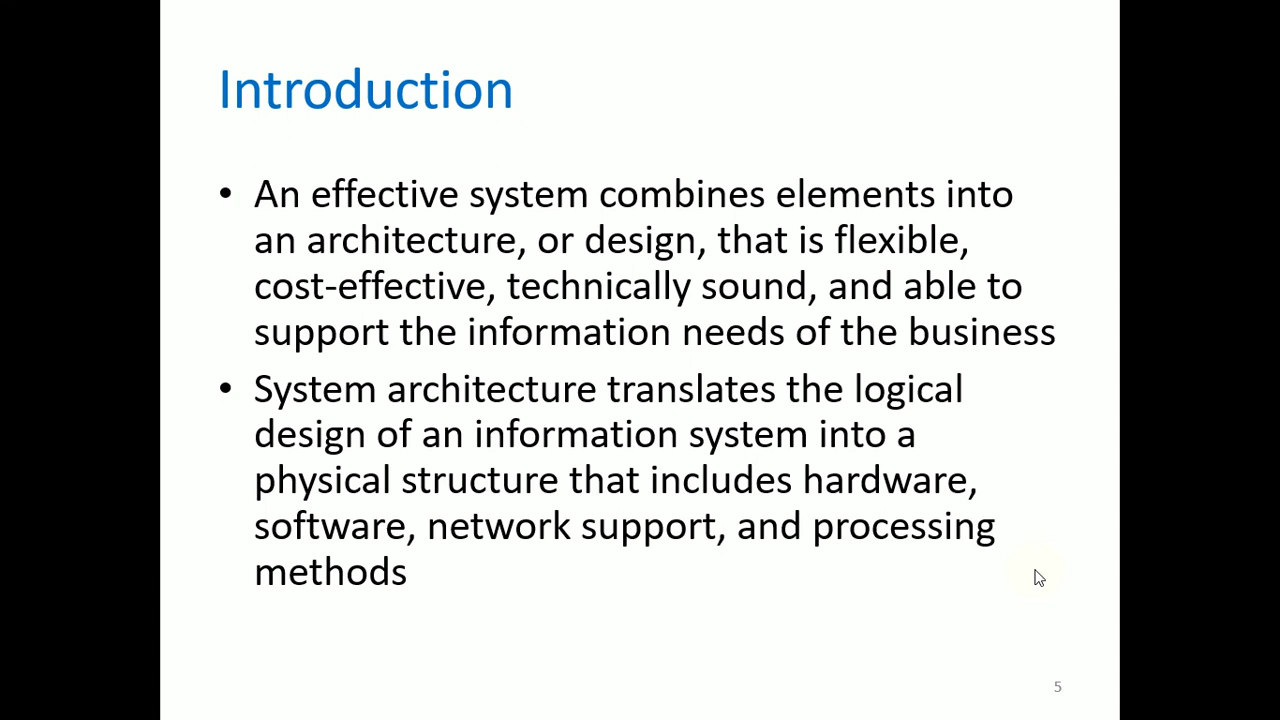 Introduction
• An effective system combines elements into
an architecture, or design, that is flexible,
cost-effective, technically sound, and able to
support the information needs of the business
• System architecture translates the logical
design of an information system into a
physical structure that includes hardware,
software, network support, and processing
methods
5